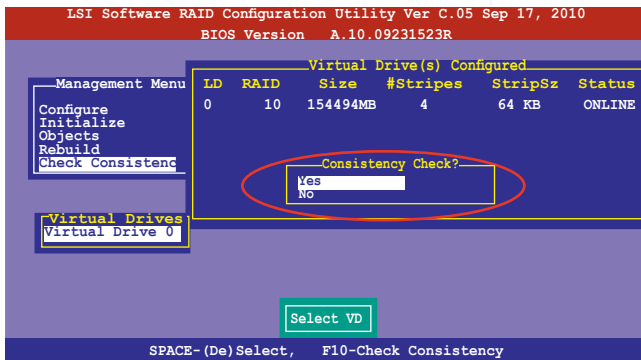 LSI Software RAID Configuration Utility Ver C.05 Sep 17, 2010
BIOS Version A.10.09231523R
Virtual Drive(s) Configured
LD RAID Size #Stripes StripSz Status
0 10 154494MB 4 64 KB ONLINE
Management Menu
Configure
Initialize
Objects
Rebuild
Check Consistenc
Consistency Check?
Yes
No
Virtual Drives
Virtual Drive 0
Select VD
SPACE-(De)Select, F10-Check Consistency